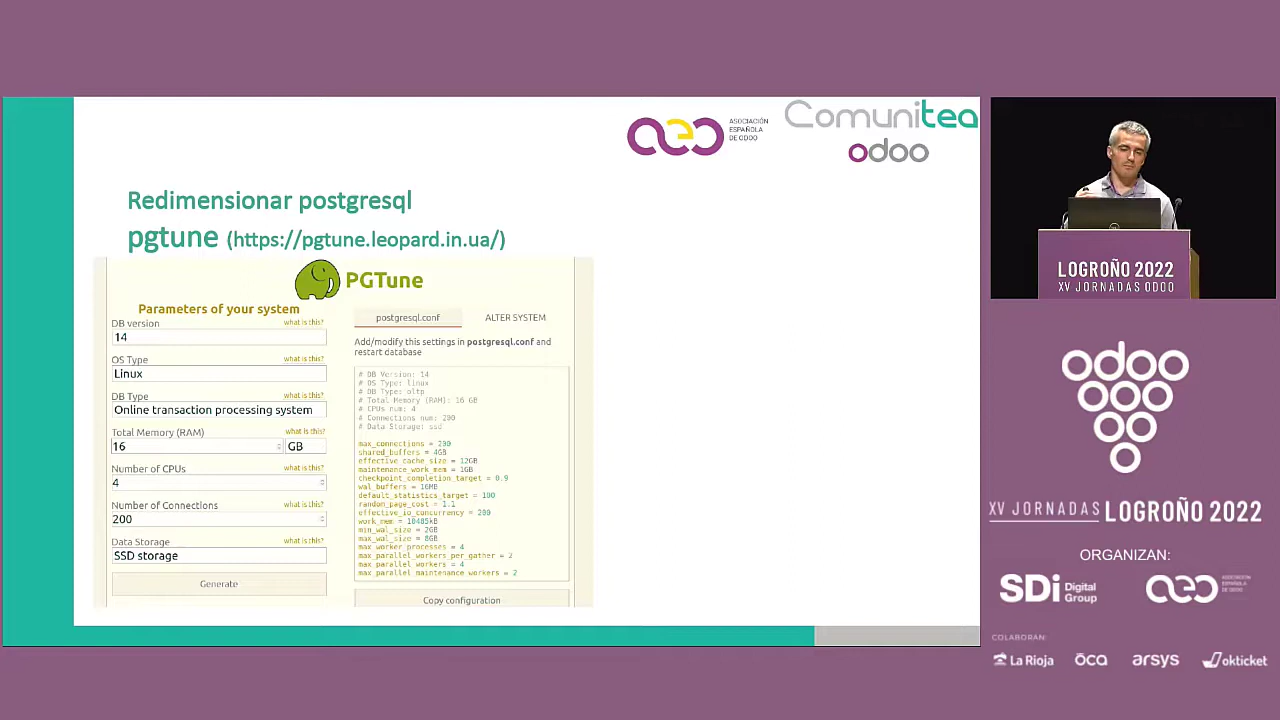 aeo
ASOCIACIÓN
ESPAÑOLA
DE ODOO
Comunitea
odoo
Redimensionar postgresql
pgtune (https://pgtune.leopard.in.ua/)
PGTune
Parameters of your system
DB version what is this?
14
OS Type what is this?
Linux
DB Type what is this?
Online transaction processing system
Total Memory (RAM) what is this?
16 GB
Number of CPUs what is this?
4
Number of Connections what is this?
200
Data Storage what is this?
SSD storage
Generate
postgresql.conf ALTER SYSTEM
Add/modify this settings in postgresql.conf and
restart database
# DB Version: 14
# OS Type: linux
# DB Type: oltp
# Total Memory (RAM): 16 GB
# CPUs num: 4
# Connections num: 200
# Data Storage: ssd
max_connections = 200
shared_buffers = 4GB
effective_cache_size = 12GB
maintenance_work_mem = 1GB
checkpoint_completion_target = 0.9
wal_buffers = 16MB
default_statistics_target = 100
random_page_cost = 1.1
effective_io_concurrency = 200
work_mem = 10485kB
min_wal_size = 2GB
max_wal_size = 8GB
max_worker_processes = 4
max_parallel_workers_per_gather = 2
max_parallel_workers = 4
max_parallel_maintenance_workers = 2
Copy configuration
LOGROÑO 2022
XV JORNADAS ODOO
odoo
XV JORNADAS LOGROÑO 2022
ORGANIZAN:
SDi Digital
Group
aeo
ASOCIACIÓN
ESPAÑOLA
DE ODOO
COLABORAN:
La Rioja ōca arsys okticket